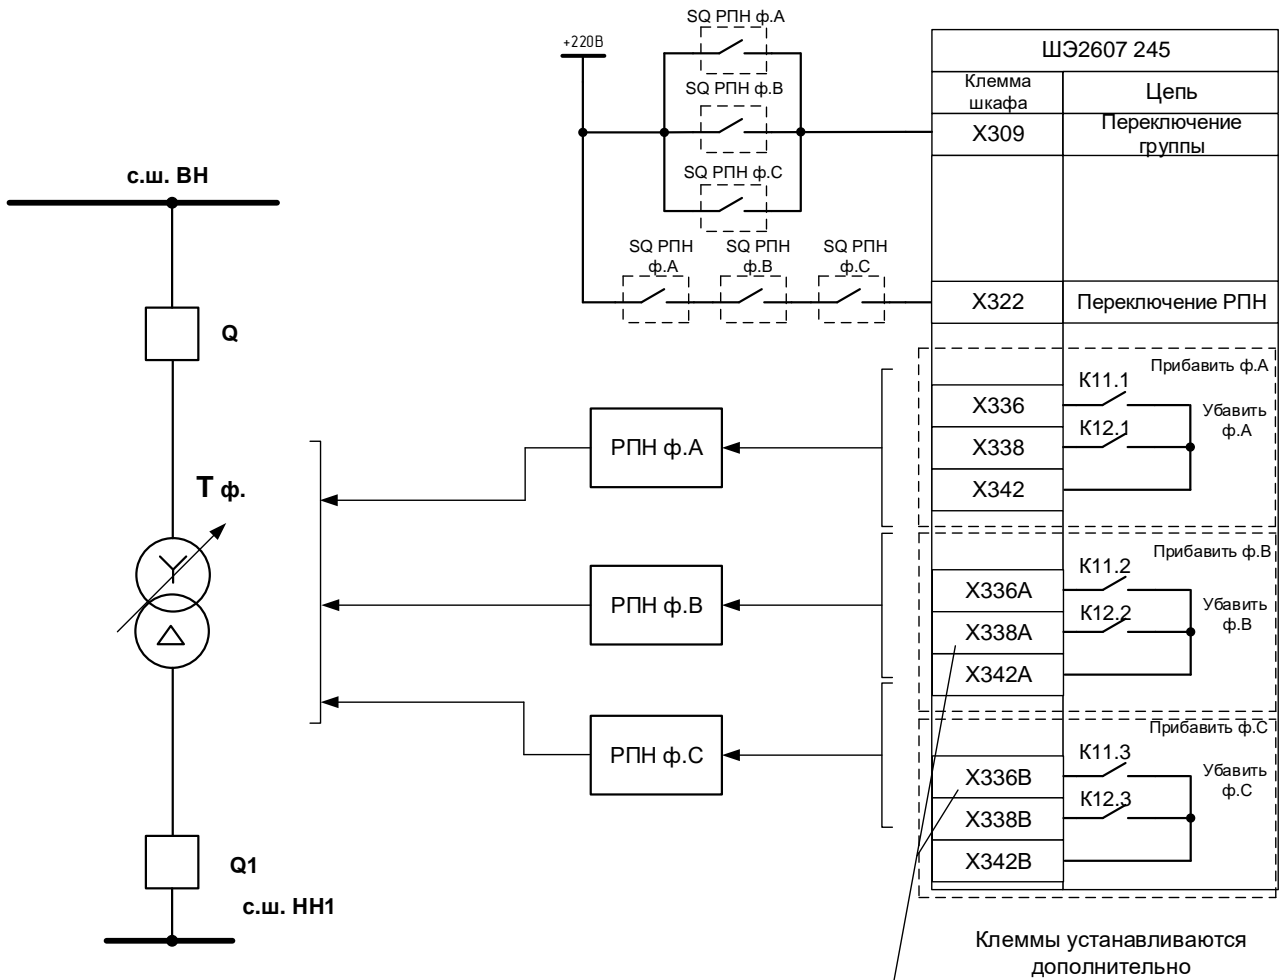 SQ РПН ф.А
+220В
SQ РПН ф.В
SQ РПН ф.С
SQ РПН
ф.А
SQ РПН
ф.В
SQ РПН
ф.С
ШЭ2607 245
Клемма
шкафа
Цепь
X309
Переключение
группы
X322
Переключение РПН
с.ш. ВН
Q
Т ф.
Q1
с.ш. НН1
РПН ф.А
РПН ф.В
РПН ф.С
Прибавить ф.А
К11.1
X336
Убавить
ф.А
К12.1
X338
X342
Прибавить ф.В
К11.2
X336А
Убавить
ф.В
К12.2
X338А
X342А
Прибавить ф.С
К11.3
X336В
Убавить
ф.С
К12.3
X338В
X342В
Клеммы устанавливаются
дополнительно